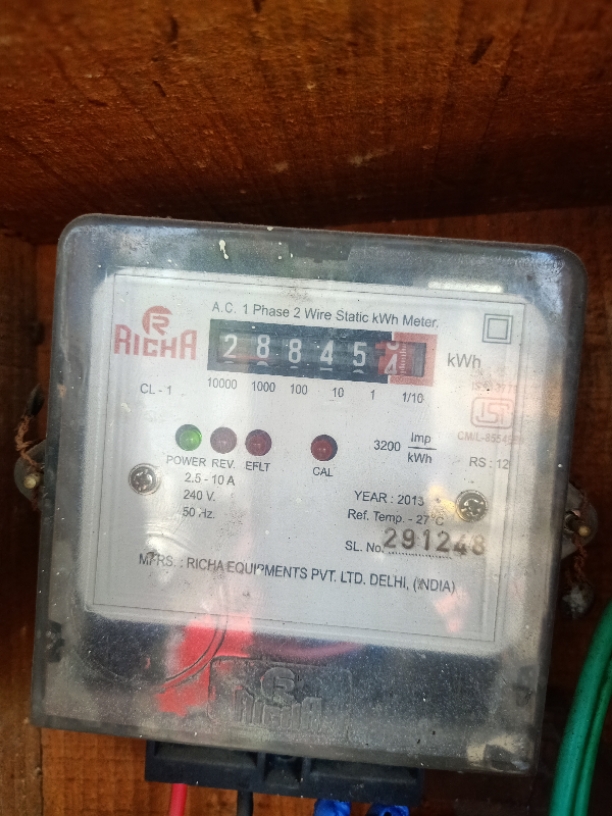 A.C. 1 Phase 2 Wire Static kWh Meter.
RICHA
2 8 8 4 5 kWh
CL - 1
10000 1000 100 10 1 1/10
ISI
3200 Imp/kWh
POWER REV. EFLT CAL
RS : 12
2.5 - 10 A
240 V.
50 Hz.
YEAR : 2013
Ref. Temp. - 27°C
SL. No. 291248
MFRS. : RICHA EQUIPMENTS PVT. LTD. DELHI, (INDIA)
RICHA